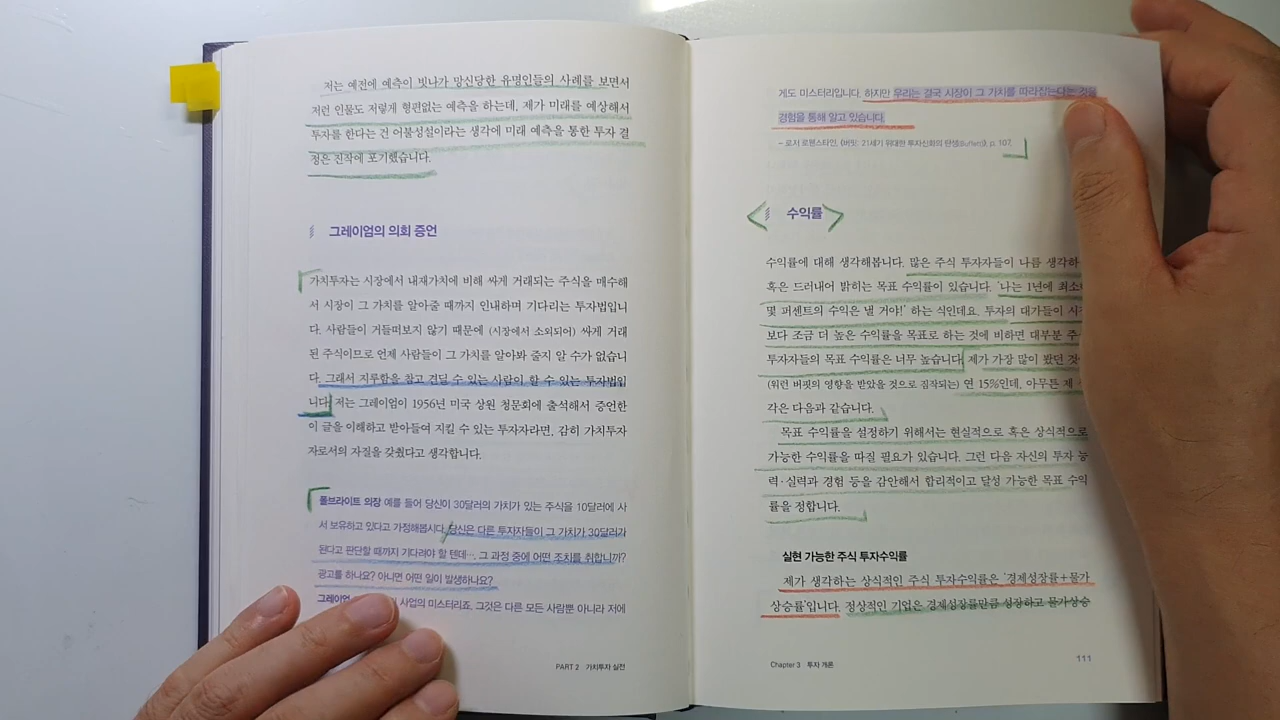 저는 예전에 예측이 빗나가 망신당한 유명인들의 사례를 보면서
저런 인물도 저렇게 형편없는 예측을 하는데, 제가 미래를 예상해서
투자를 한다는 건 어불성설이라는 생각에 미래 예측을 통한 투자 결
정은 진작에 포기했습니다.
그레이엄의 의회 증언
가치투자는 시장에서 내재가치에 비해 싸게 거래되는 주식을 매수해
서 시장이 그 가치를 알아줄 때까지 인내하며 기다리는 투자법입니
다. 사람들이 거들떠보지 않기 때문에 (시장에서 소외되어) 싸게 거래
된 주식이므로 언제 사람들이 그 가치를 알아봐 줄지 알 수가 없습니
다. 그래서 지루함을 참고 견딜 수 있는 사람이 할 수 있는 투자법입
니다. 저는 그레이엄이 1956년 미국 상원 청문회에 출석해서 증언한
이 글을 이해하고 받아들여 지킬 수 있는 투자자라면, 감히 가치투자
자로서의 자질을 갖췄다고 생각합니다.
풀브라이트 의장 예를 들어 당신이 30달러의 가치가 있는 주식을 10달러에 사
서 보유하고 있다고 가정해봅시다. 당신은 다른 투자자들이 그 가치가 30달러가
된다고 판단할 때까지 기다려야 할 텐데…. 그 과정 중에 어떤 조치를 취합니까?
광고를 하나요? 아니면 어떤 일이 발생하나요?
그레이엄 사업의 미스터리죠. 그것은 다른 모든 사람뿐 아니라 저에
PART 2 가치투자 실전
게도 미스터리입니다. 하지만 우리는 결국 시장이 그 가치를 따라잡는다는 것을
경험을 통해 알고 있습니다.
– 로저 로웬스타인, 《버핏: 21세기 위대한 투자신화의 탄생(Buffett)》, p. 107.
수익률
수익률에 대해 생각해봅니다. 많은 주식 투자자들이 나름 생각하
혹은 드러내어 밝히는 목표 수익률이 있습니다. '나는 1년에 최소
몇 퍼센트의 수익은 낼 거야!' 하는 식인데요. 투자의 대가들이 시
보다 조금 더 높은 수익률을 목표로 하는 것에 비하면 대부분 주
투자자들의 목표 수익률은 너무 높습니다. 제가 가장 많이 봤던 것
(워런 버핏의 영향을 받았을 것으로 짐작되는) 연 15%인데, 아무튼 제
각은 다음과 같습니다.
목표 수익률을 설정하기 위해서는 현실적으로 혹은 상식적으로
가능한 수익률을 따질 필요가 있습니다. 그런 다음 자신의 투자 능
력·실력과 경험 등을 감안해서 합리적이고 달성 가능한 목표 수익
률을 정합니다.
실현 가능한 주식 투자수익률
제가 생각하는 상식적인 주식 투자수익률은 '경제성장률+물가
상승률'입니다. 정상적인 기업은 경제성장률만큼 성장하고 물가상승
Chapter 3 투자 개론
111